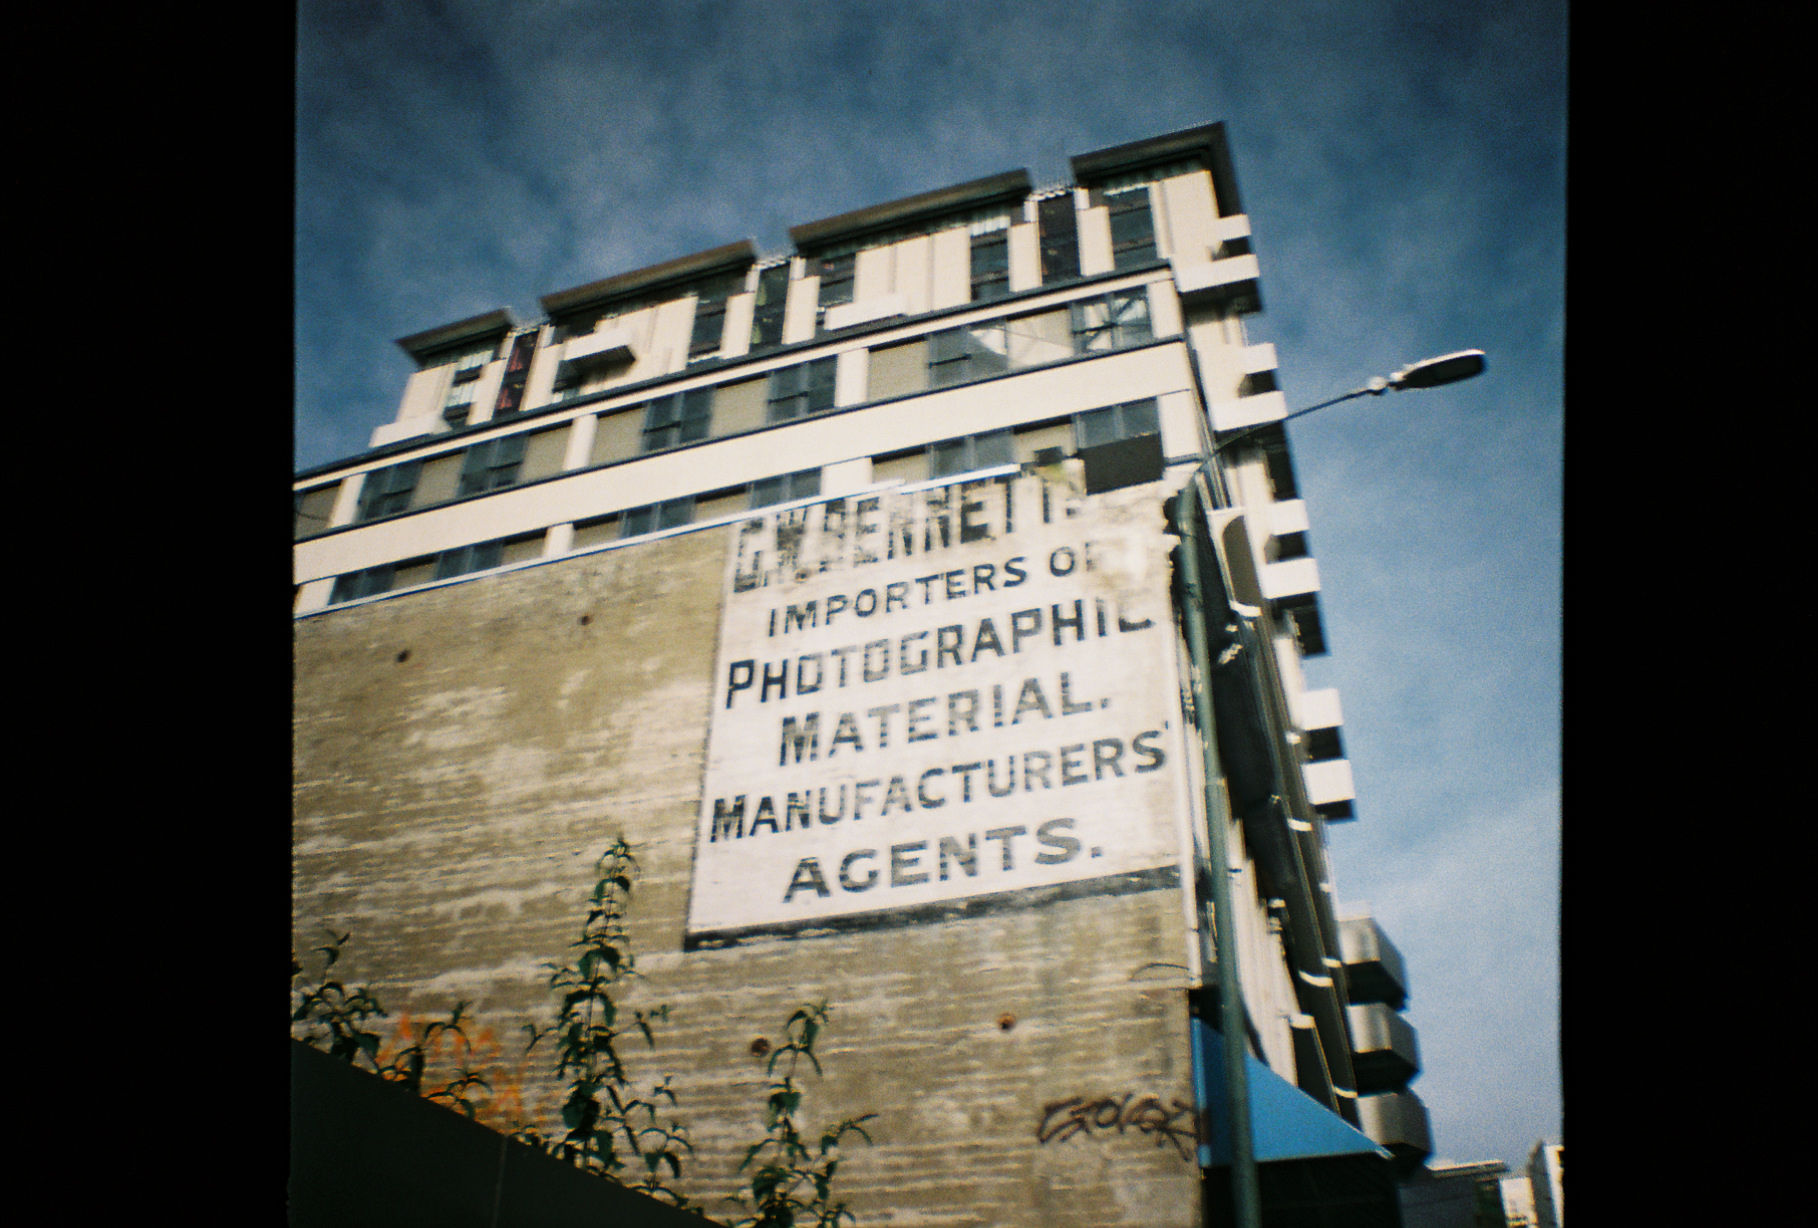 IMPORTERS OF
PHOTOGRAPHIC
MATERIAL.
MANUFACTURERS'
AGENTS.